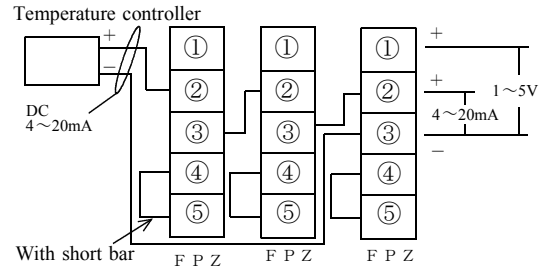 Temperature controller
+
−
DC
4～20mA
① ① ①
② ② ②
③ ③ ③
④ ④ ④
⑤ ⑤ ⑤
+
+
1～5V
4～20mA
−
With short bar
F P Z F P Z F P Z